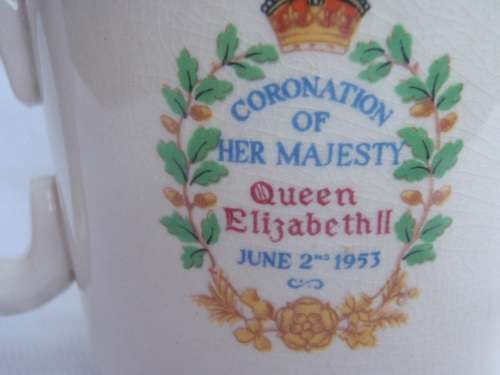 CORONATION
OF
HER MAJESTY
Queen
Elizabeth II
JUNE 2ND 1953